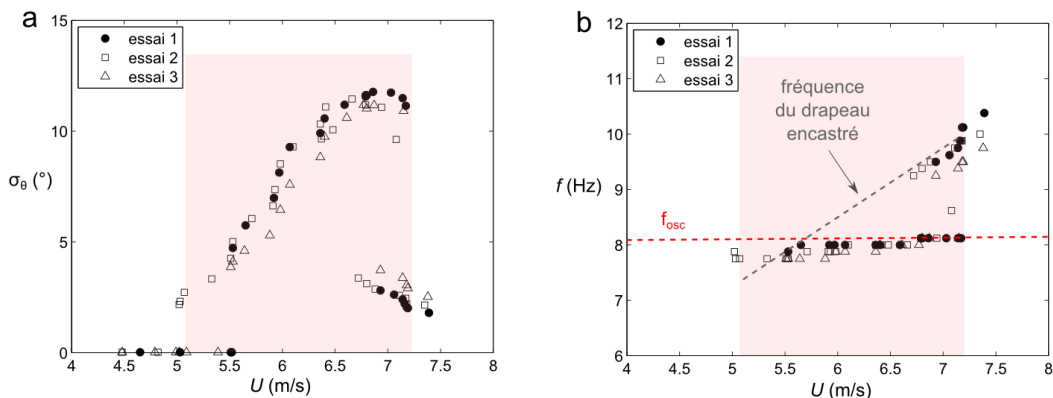 a
essai 1
essai 2
essai 3
15
10
5
0
σθ (°)
4
4.5
5
5.5
6
6.5
7
7.5
8
U (m/s)
b
essai 1
essai 2
essai 3
fréquence
du drapeau
encastré
fosc
12
11
10
9
8
7
6
f (Hz)
4
4.5
5
5.5
6
6.5
7
7.5
8
U (m/s)